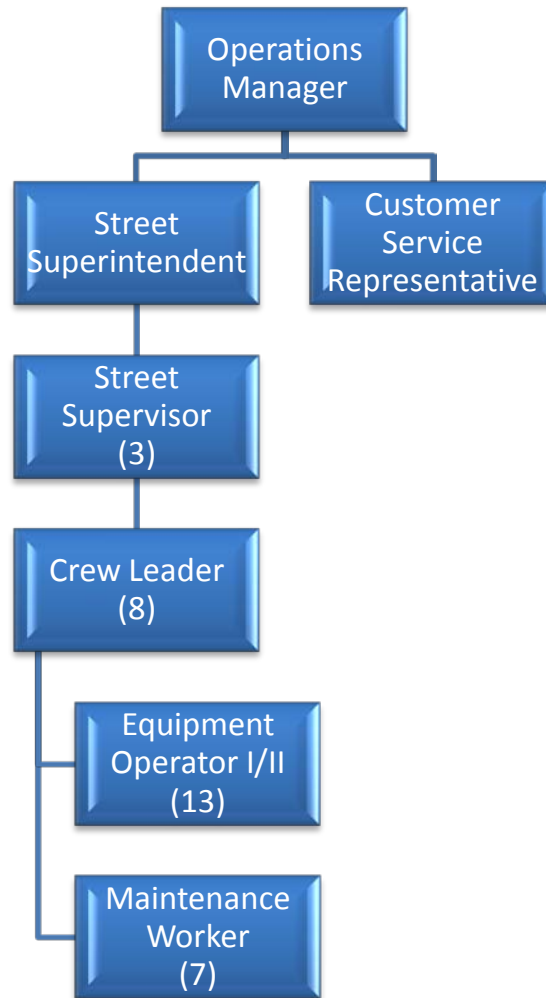 Operations
Manager
Street
Superintendent
Customer
Service
Representative
Street
Supervisor
(3)
Crew Leader
(8)
Equipment
Operator I/II
(13)
Maintenance
Worker
(7)